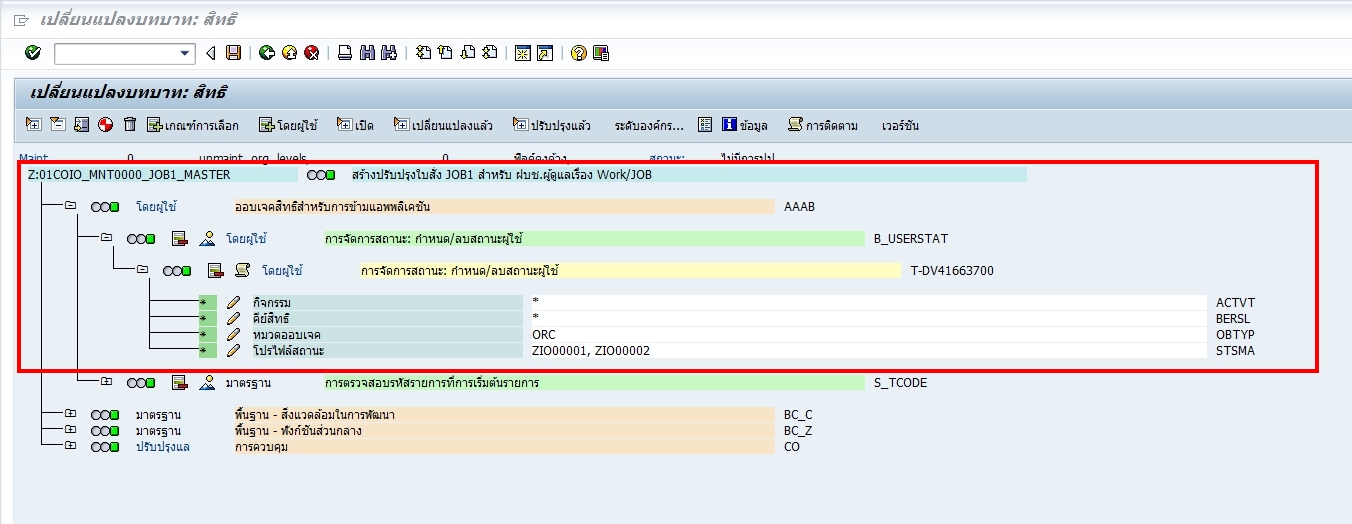 เปลี่ยนแปลงบทบาท: สิทธิ
เปลี่ยนแปลงบทบาท: สิทธิ
เกณฑ์การเลือก โดยผู้ใช้ เปิด เปลี่ยนแปลงแล้ว ปรับปรุงแล้ว ระดับองค์กร... ข้อมูล การติดตาม เวอร์ชัน
Maint. 0 unmaint. org. levels, 0 สถานะ:
Z:01COIO_MNT0000_JOB1_MASTER สร้างปรับปรุงใบสั่ง JOB1 สำหรับ ฝบช.ผู้ดูแลเรื่อง Work/JOB
โดยผู้ใช้ ออบเจคสิทธิสำหรับการข้ามแอพพลิเคชัน AAAB
โดยผู้ใช้ การจัดการสถานะ: กำหนด/ลบสถานะผู้ใช้ B_USERSTAT
โดยผู้ใช้ การจัดการสถานะ: กำหนด/ลบสถานะผู้ใช้ T-DV41663700
* กิจกรรม * ACTVT
* คีย์สิทธิ * BERSL
* หมวดออบเจค ORC OBTYP
* โปรไฟล์สถานะ ZIO00001, ZIO00002 STSMA
มาตรฐาน การตรวจสอบรหัสรายการที่การเริ่มต้นรายการ S_TCODE
มาตรฐาน พื้นฐาน - สิ่งแวดล้อมในการพัฒนา BC_C
มาตรฐาน พื้นฐาน - ฟังก์ชันส่วนกลาง BC_Z
ปรับปรุงแล การควบคุม CO